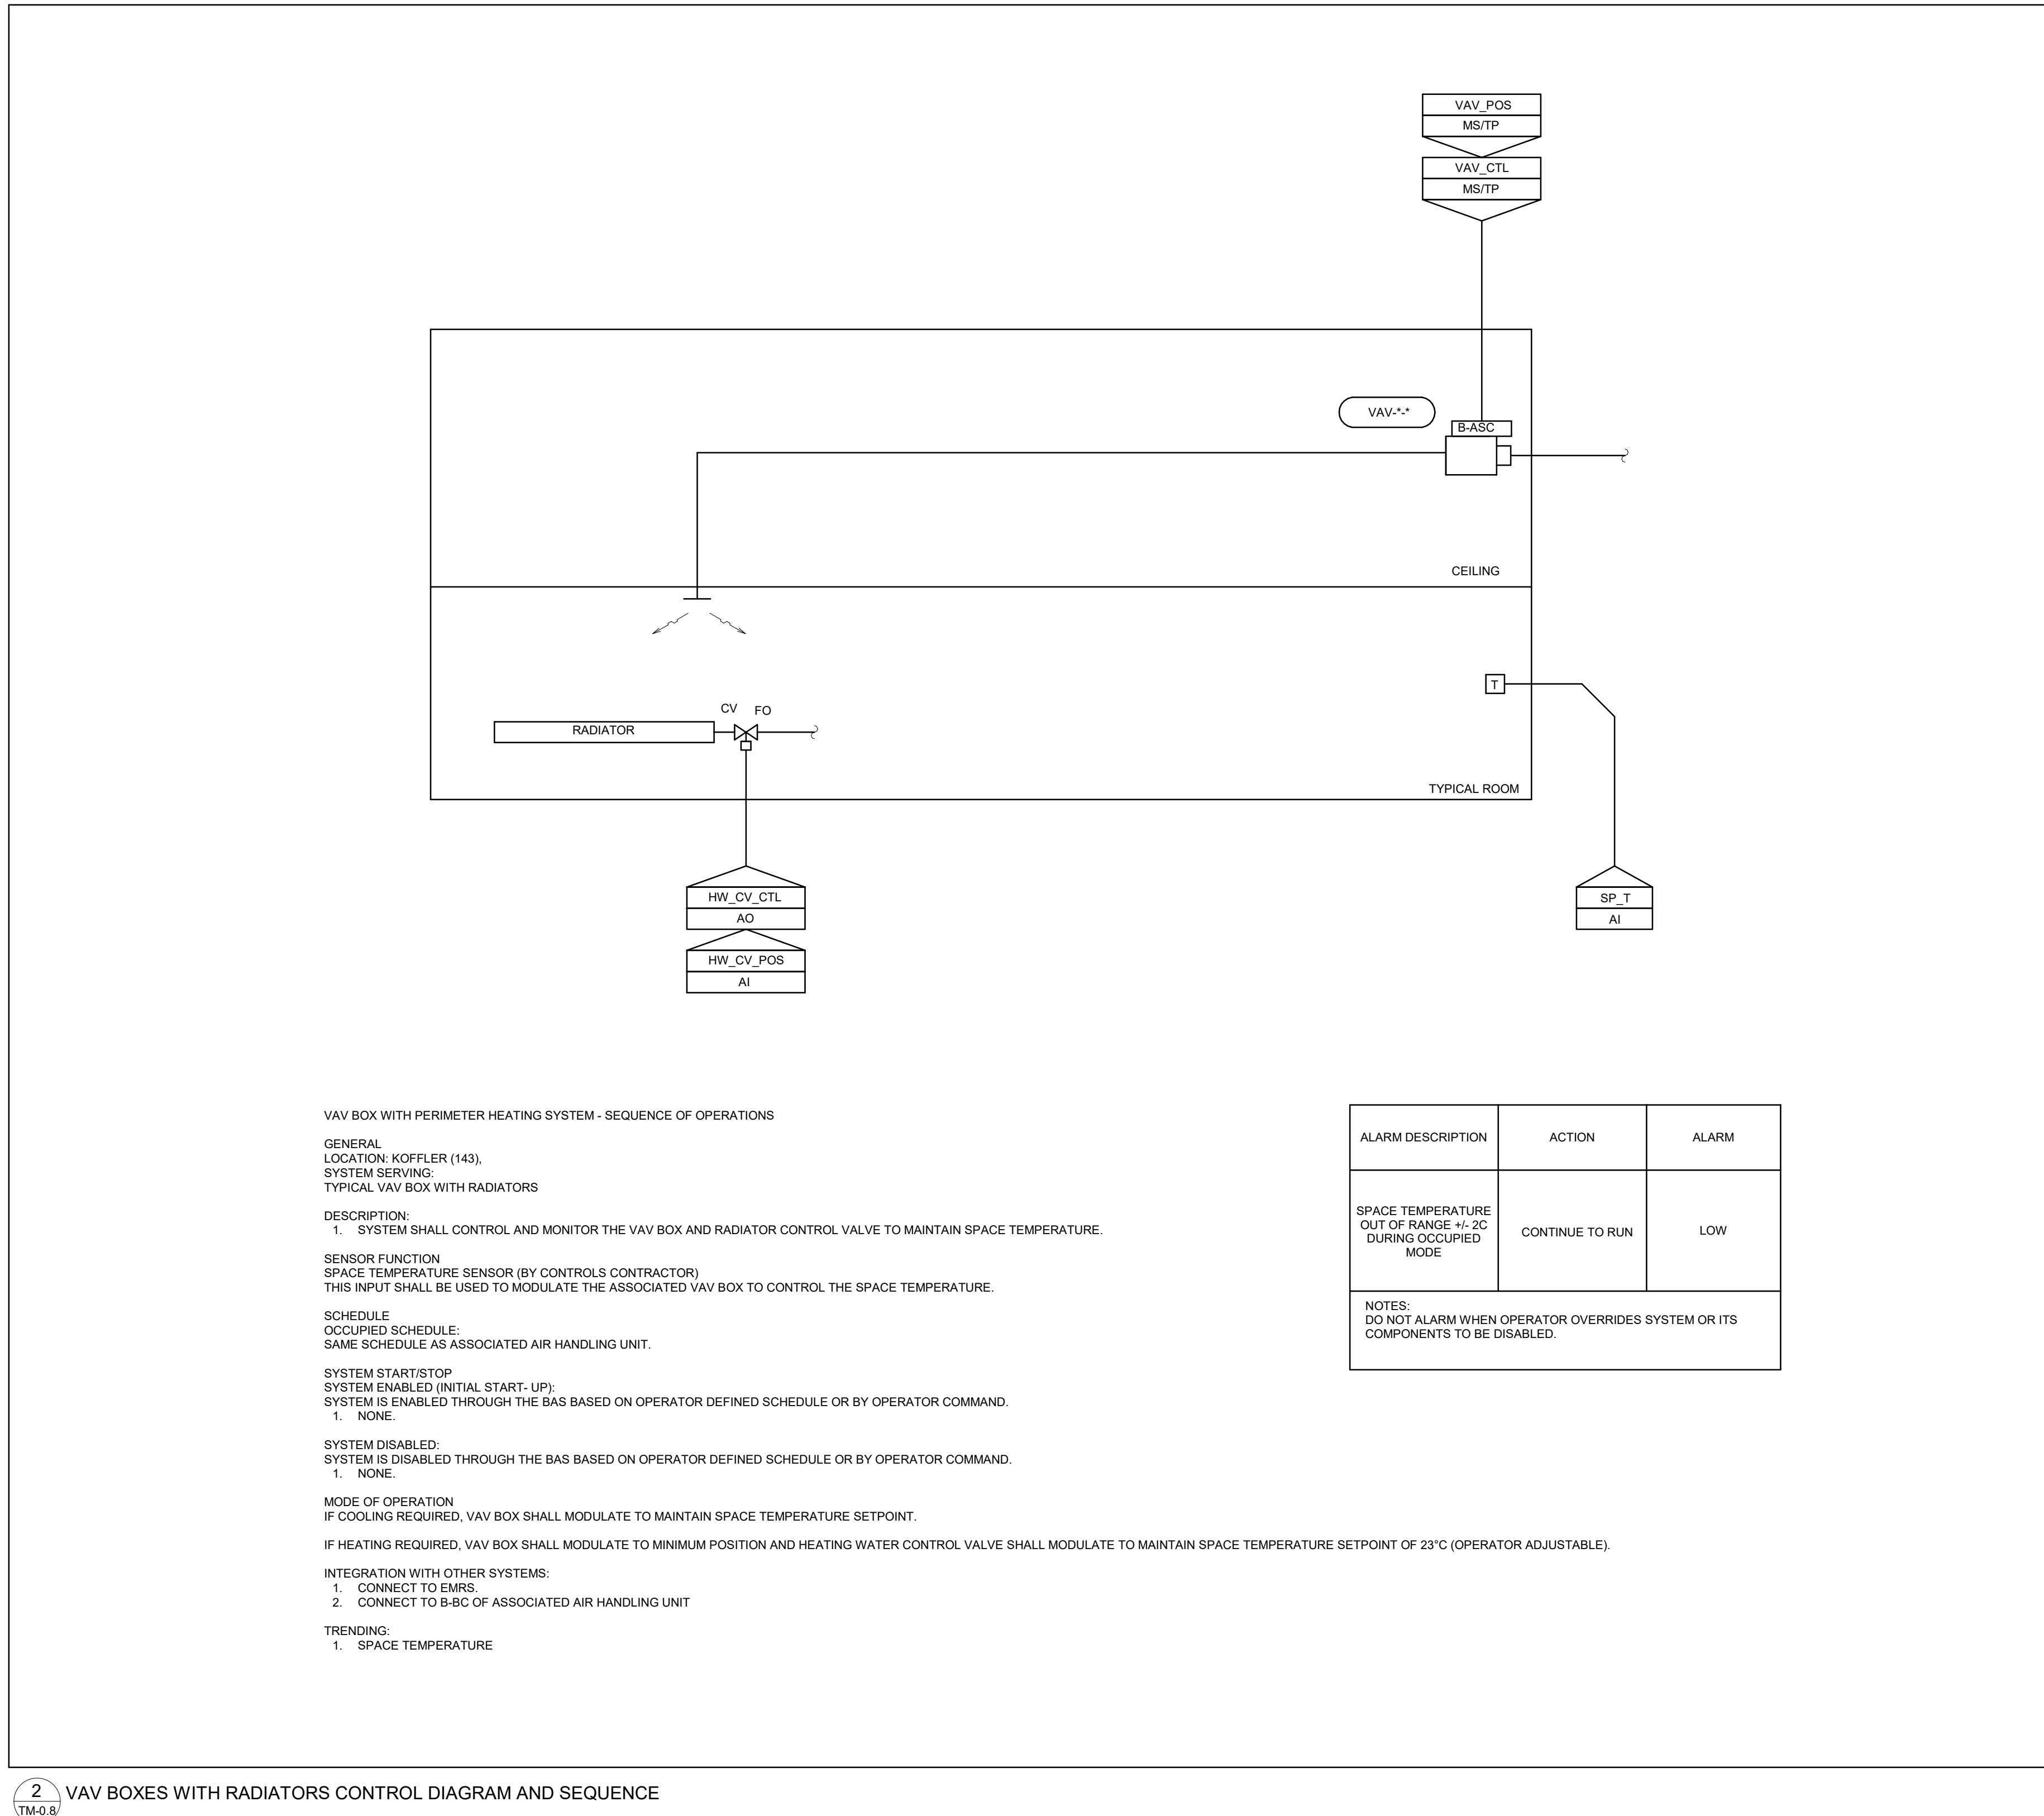 VAV_POS
MS/TP
VAV_CTL
MS/TP
VAV-*-*
B-ASC
CEILING
T
CV FO
RADIATOR
TYPICAL ROOM
HW_CV_CTL
AO
HW_CV_POS
AI
SP_T
AI
VAV BOX WITH PERIMETER HEATING SYSTEM - SEQUENCE OF OPERATIONS
GENERAL
LOCATION: KOFFLER (143),
SYSTEM SERVING:
TYPICAL VAV BOX WITH RADIATORS
DESCRIPTION:
1. SYSTEM SHALL CONTROL AND MONITOR THE VAV BOX AND RADIATOR CONTROL VALVE TO MAINTAIN SPACE TEMPERATURE.
SENSOR FUNCTION
SPACE TEMPERATURE SENSOR (BY CONTROLS CONTRACTOR)
THIS INPUT SHALL BE USED TO MODULATE THE ASSOCIATED VAV BOX TO CONTROL THE SPACE TEMPERATURE.
SCHEDULE
OCCUPIED SCHEDULE:
SAME SCHEDULE AS ASSOCIATED AIR HANDLING UNIT.
SYSTEM START/STOP
SYSTEM ENABLED (INITIAL START- UP):
SYSTEM IS ENABLED THROUGH THE BAS BASED ON OPERATOR DEFINED SCHEDULE OR BY OPERATOR COMMAND.
1. NONE.
SYSTEM DISABLED:
SYSTEM IS DISABLED THROUGH THE BAS BASED ON OPERATOR DEFINED SCHEDULE OR BY OPERATOR COMMAND.
1. NONE.
MODE OF OPERATION
IF COOLING REQUIRED, VAV BOX SHALL MODULATE TO MAINTAIN SPACE TEMPERATURE SETPOINT.
IF HEATING REQUIRED, VAV BOX SHALL MODULATE TO MINIMUM POSITION AND HEATING WATER CONTROL VALVE SHALL MODULATE TO MAINTAIN SPACE TEMPERATURE SETPOINT OF 23°C (OPERATOR ADJUSTABLE).
INTEGRATION WITH OTHER SYSTEMS:
1. CONNECT TO EMRS.
2. CONNECT TO B-BC OF ASSOCIATED AIR HANDLING UNIT
TRENDING:
1. SPACE TEMPERATURE
ALARM DESCRIPTION ACTION ALARM
SPACE TEMPERATURE
OUT OF RANGE +/- 2C
DURING OCCUPIED
MODE
CONTINUE TO RUN
LOW
NOTES:
DO NOT ALARM WHEN OPERATOR OVERRIDES SYSTEM OR ITS
COMPONENTS TO BE DISABLED.
2
TM-0.8
VAV BOXES WITH RADIATORS CONTROL DIAGRAM AND SEQUENCE